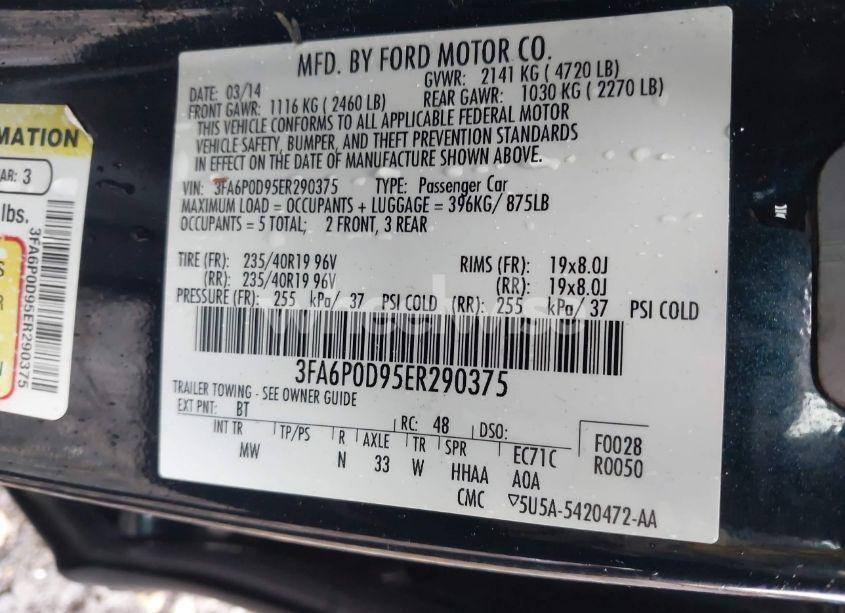 MFD. BY FORD MOTOR CO.
DATE: 03/14 GVWR: 2141 KG ( 4720 LB)
FRONT GAWR: 1116 KG ( 2460 LB) REAR GAWR: 1030 KG ( 2270 LB)
THIS VEHICLE CONFORMS TO ALL APPLICABLE FEDERAL MOTOR
VEHICLE SAFETY, BUMPER, AND THEFT PREVENTION STANDARDS
IN EFFECT ON THE DATE OF MANUFACTURE SHOWN ABOVE.
VIN: 3FA6P0D95ER290375 TYPE: Passenger Car
MAXIMUM LOAD = OCCUPANTS + LUGGAGE = 396KG/ 875LB
OCCUPANTS = 5 TOTAL; 2 FRONT, 3 REAR
TIRE (FR): 235/40R19 96V RIMS (FR): 19x8.0J
(RR): 235/40R19 96V (RR): 19x8.0J
PRESSURE (FR): 255 kPa/ 37 PSI COLD (RR): 255 kPa/ 37 PSI COLD
wheelwise
3FA6P0D95ER290375
TRAILER TOWING - SEE OWNER GUIDE
EXT PNT: BT RC: 48 DSO:
INT TR TP/PS R AXLE TR SPR EC71C F0028
MW N 33 W HHAA A0A R0050
CMC ▽5U5A-5420472-AA
MATION
AR: 3
lbs.
3FA6P0D95ER290375
S
R
N